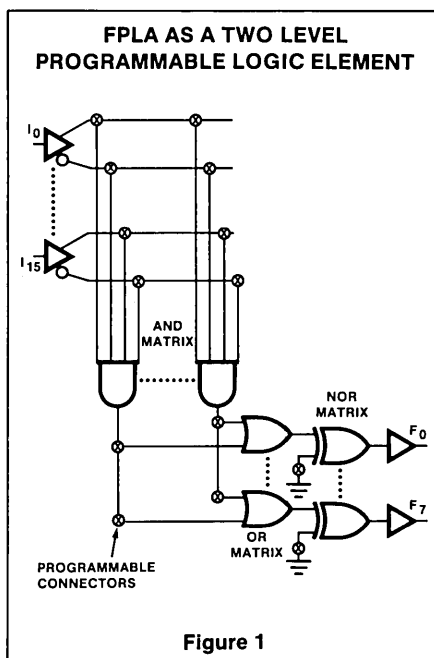 FPLA AS A TWO LEVEL
PROGRAMMABLE LOGIC ELEMENT
I0
I15
AND
MATRIX
NOR
MATRIX
F0
F7
OR
MATRIX
PROGRAMMABLE
CONNECTORS
Figure 1